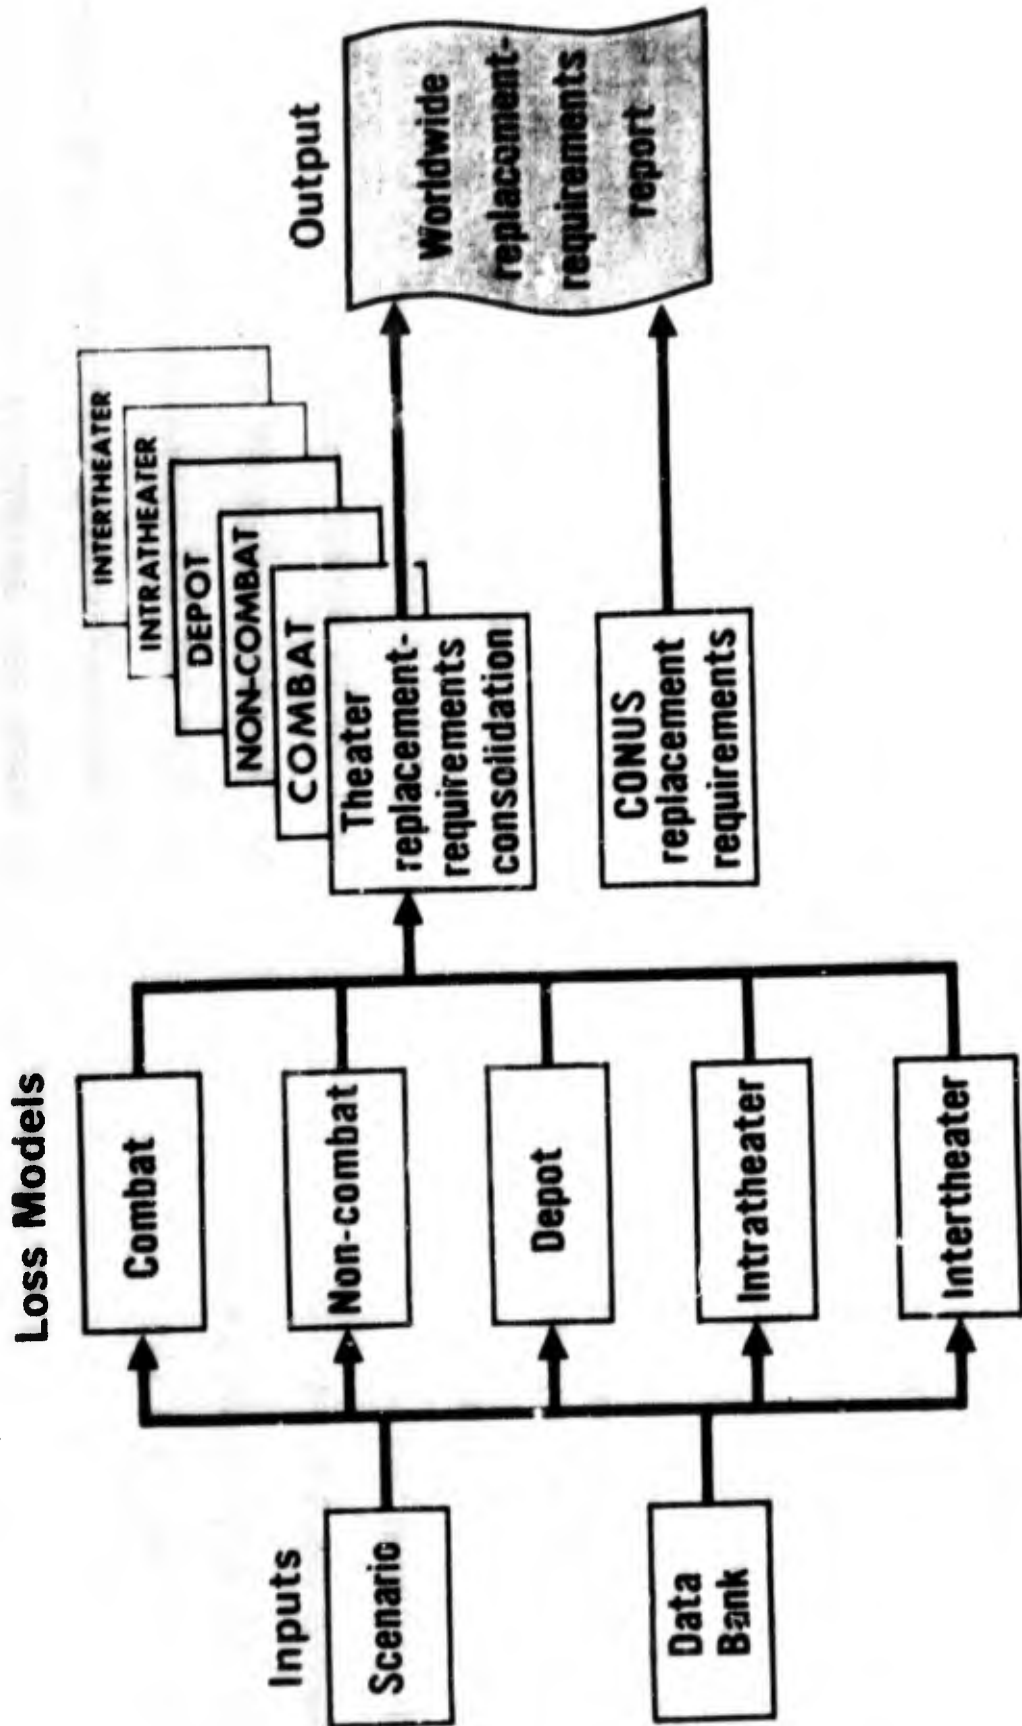 Loss Models
Inputs
Scenario
Data
Bank
Combat
Non-combat
Depot
Intratheater
Intertheater
INTERTHEATER
INTRATHEATER
DEPOT
NON-COMBAT
COMBAT
Theater
replacement-
requirements
consolidation
CONUS
replacement
requirements
Output
Worldwide
replacoment-
requirements
report